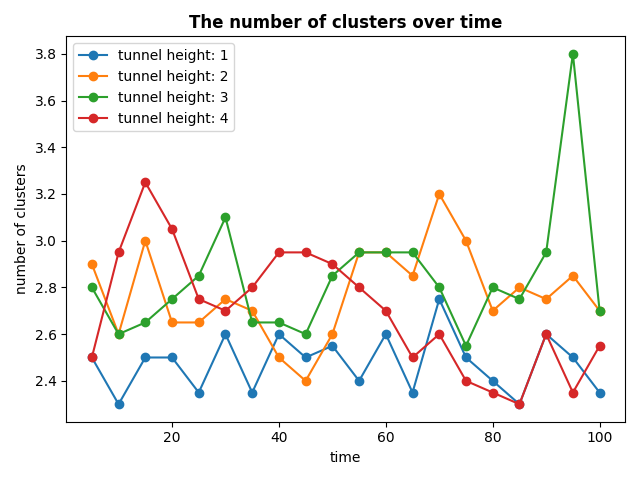 The number of clusters over time
tunnel height: 1
tunnel height: 2
tunnel height: 3
tunnel height: 4
3.8
3.6
3.4
3.2
3.0
2.8
2.6
2.4
number of clusters
20 40 60 80 100
time